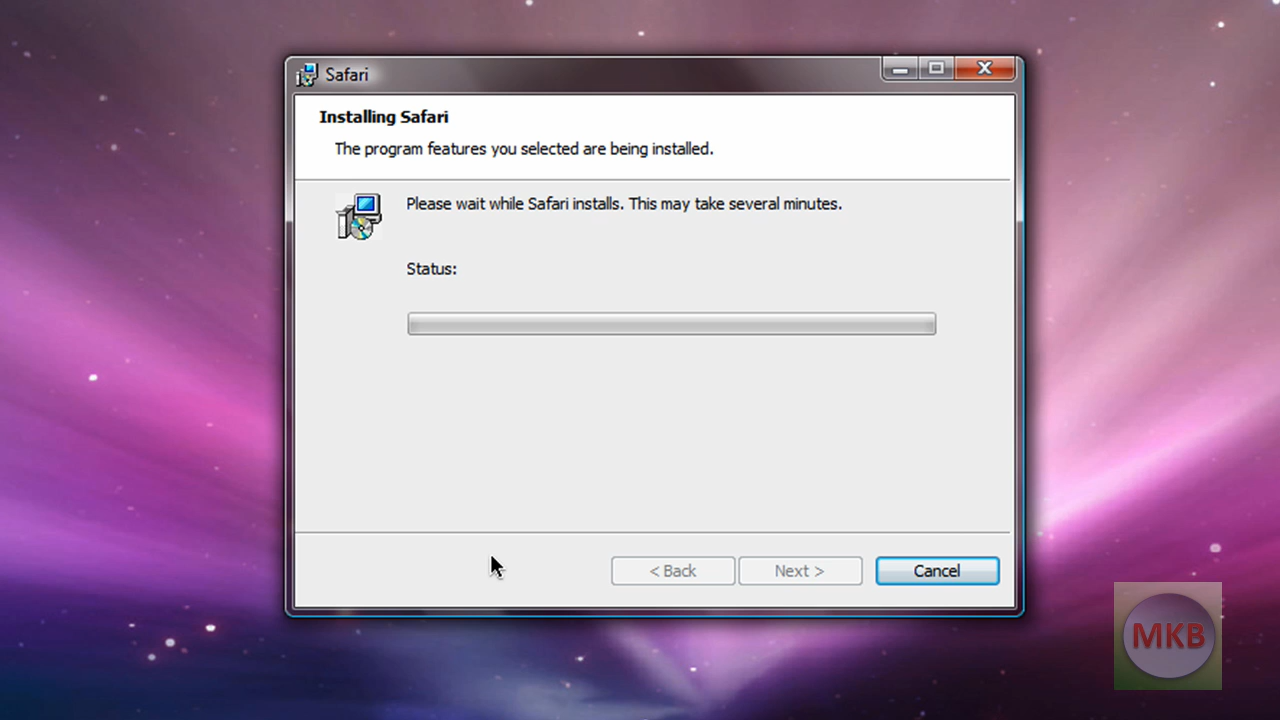 Safari
Installing Safari
The program features you selected are being installed.
Please wait while Safari installs. This may take several minutes.
Status:
< Back
Next >
Cancel
MKB